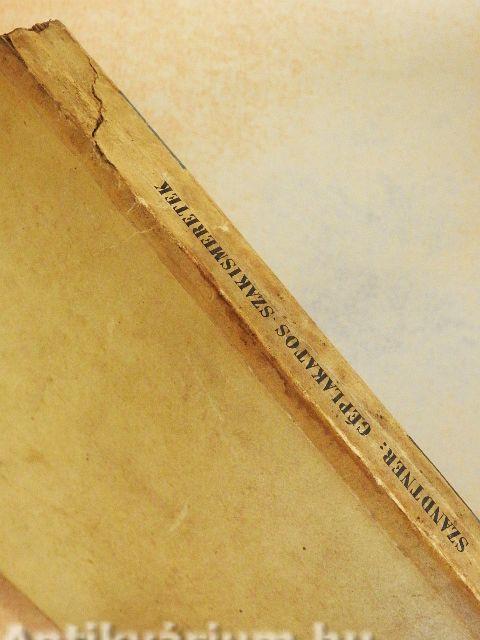 SZANDTNER: GÉPLAKATOS SZAKISMERETEK
Antikvárium.hu